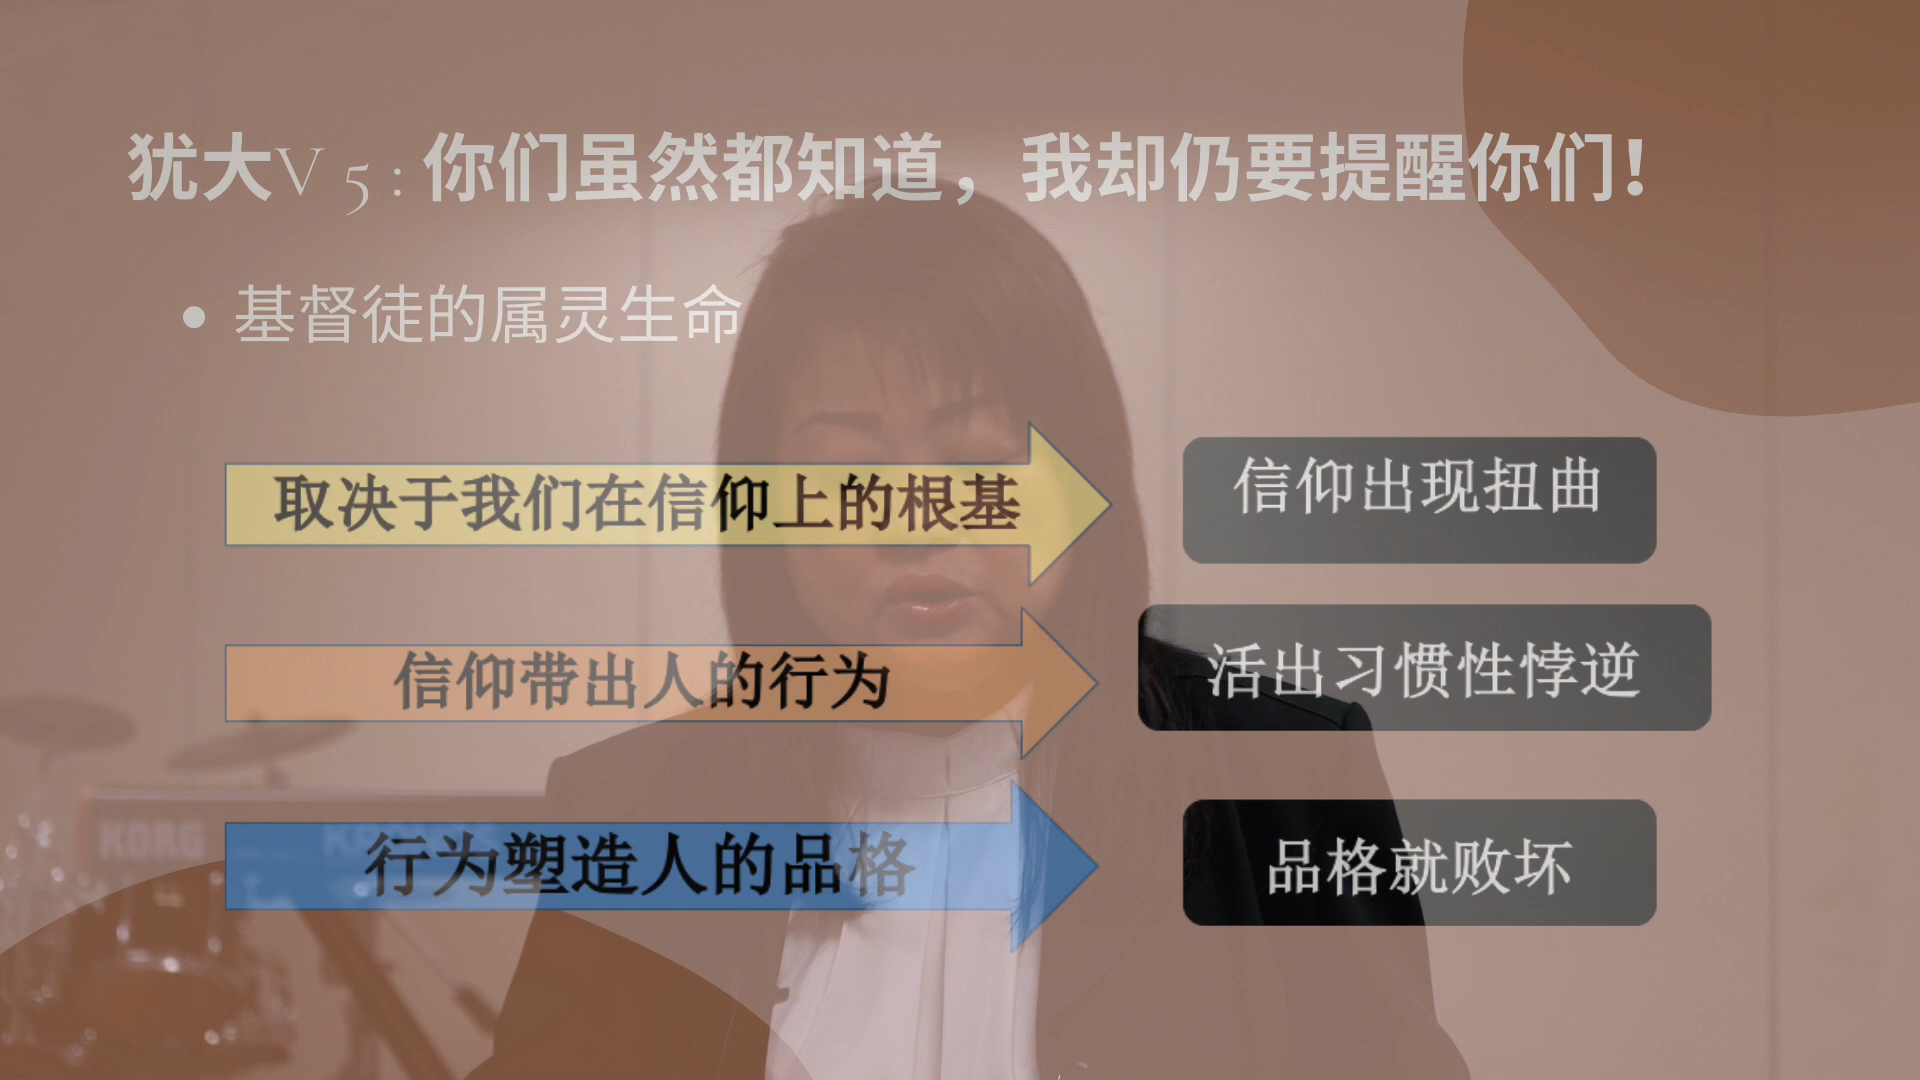 犹大V 5 : 你们虽然都知道，我却仍要提醒你们！
• 基督徒的属灵生命
取决于我们在信仰上的根基
信仰出现扭曲
信仰带出人的行为
活出习惯性悖逆
行为塑造人的品格
品格就败坏
KORG